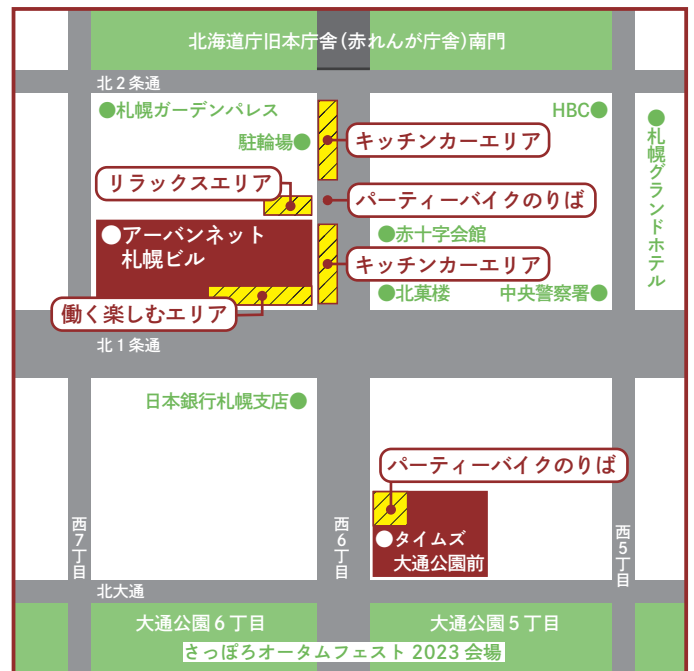 北海道庁旧本庁舎(赤れんが庁舎)南門
北2条通
●札幌ガーデンパレス
HBC●
駐輪場●
キッチンカーエリア
●札幌グランドホテル
リラックスエリア
パーティーバイクのりば
●アーバンネット
札幌ビル
●赤十字会館
キッチンカーエリア
●北菓楼
中央警察署●
働く楽しむエリア
北1条通
日本銀行札幌支店●
パーティーバイクのりば
西7丁目
西6丁目
西5丁目
●タイムズ
大通公園前
北大通
大通公園6丁目
大通公園5丁目
さっぽろオータムフェスト 2023 会場